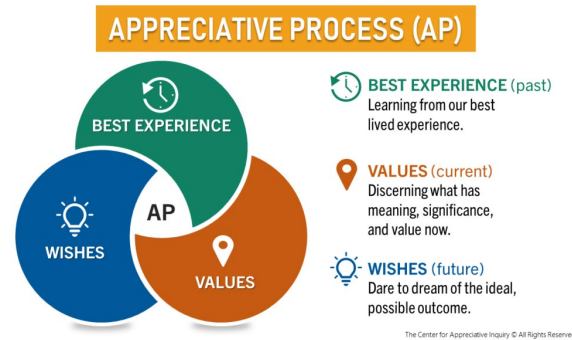 APPRECIATIVE PROCESS (AP)
BEST EXPERIENCE
AP
WISHES
VALUES
BEST EXPERIENCE (past)
Learning from our best
lived experience.
VALUES (current)
Discerning what has
meaning, significance,
and value now.
WISHES (future)
Dare to dream of the ideal,
possible outcome.
The Center for Appreciative Inquiry © All Rights Reserve